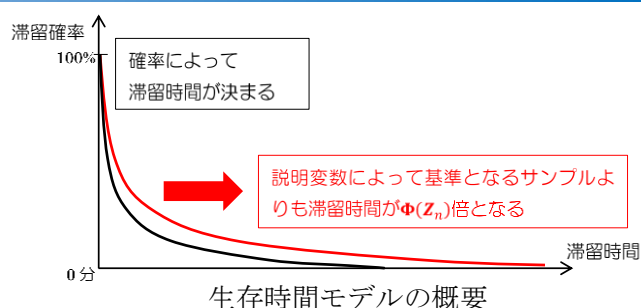 滞留確率
100%
確率によって
滞留時間が決まる
説明変数によって基準となるサンプルよ
りも滞留時間がΦ(Zn)倍となる
滞留時間
0 分
生存時間モデルの概要